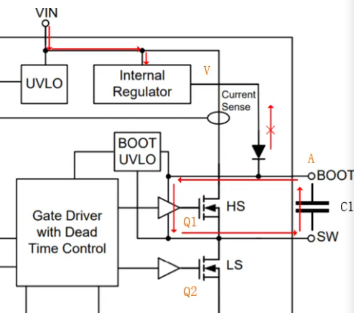 VIN
UVLO
Internal
Regulator
V
Current
Sense
BOOT
UVLO
A
BOOT
Gate Driver
with Dead
Time Control
Q1
HS
C1
SW
LS
Q2